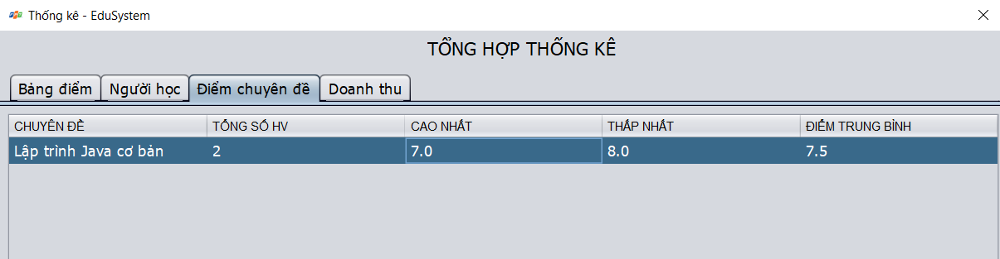 Thống kê - EduSystem
TỔNG HỢP THỐNG KÊ
Bảng điểm Người học Điểm chuyên đề Doanh thu
CHUYÊN ĐỀ TỔNG SỐ HV CAO NHẤT THẤP NHẤT ĐIỂM TRUNG BÌNH
Lập trình Java cơ bản 2 7.0 8.0 7.5